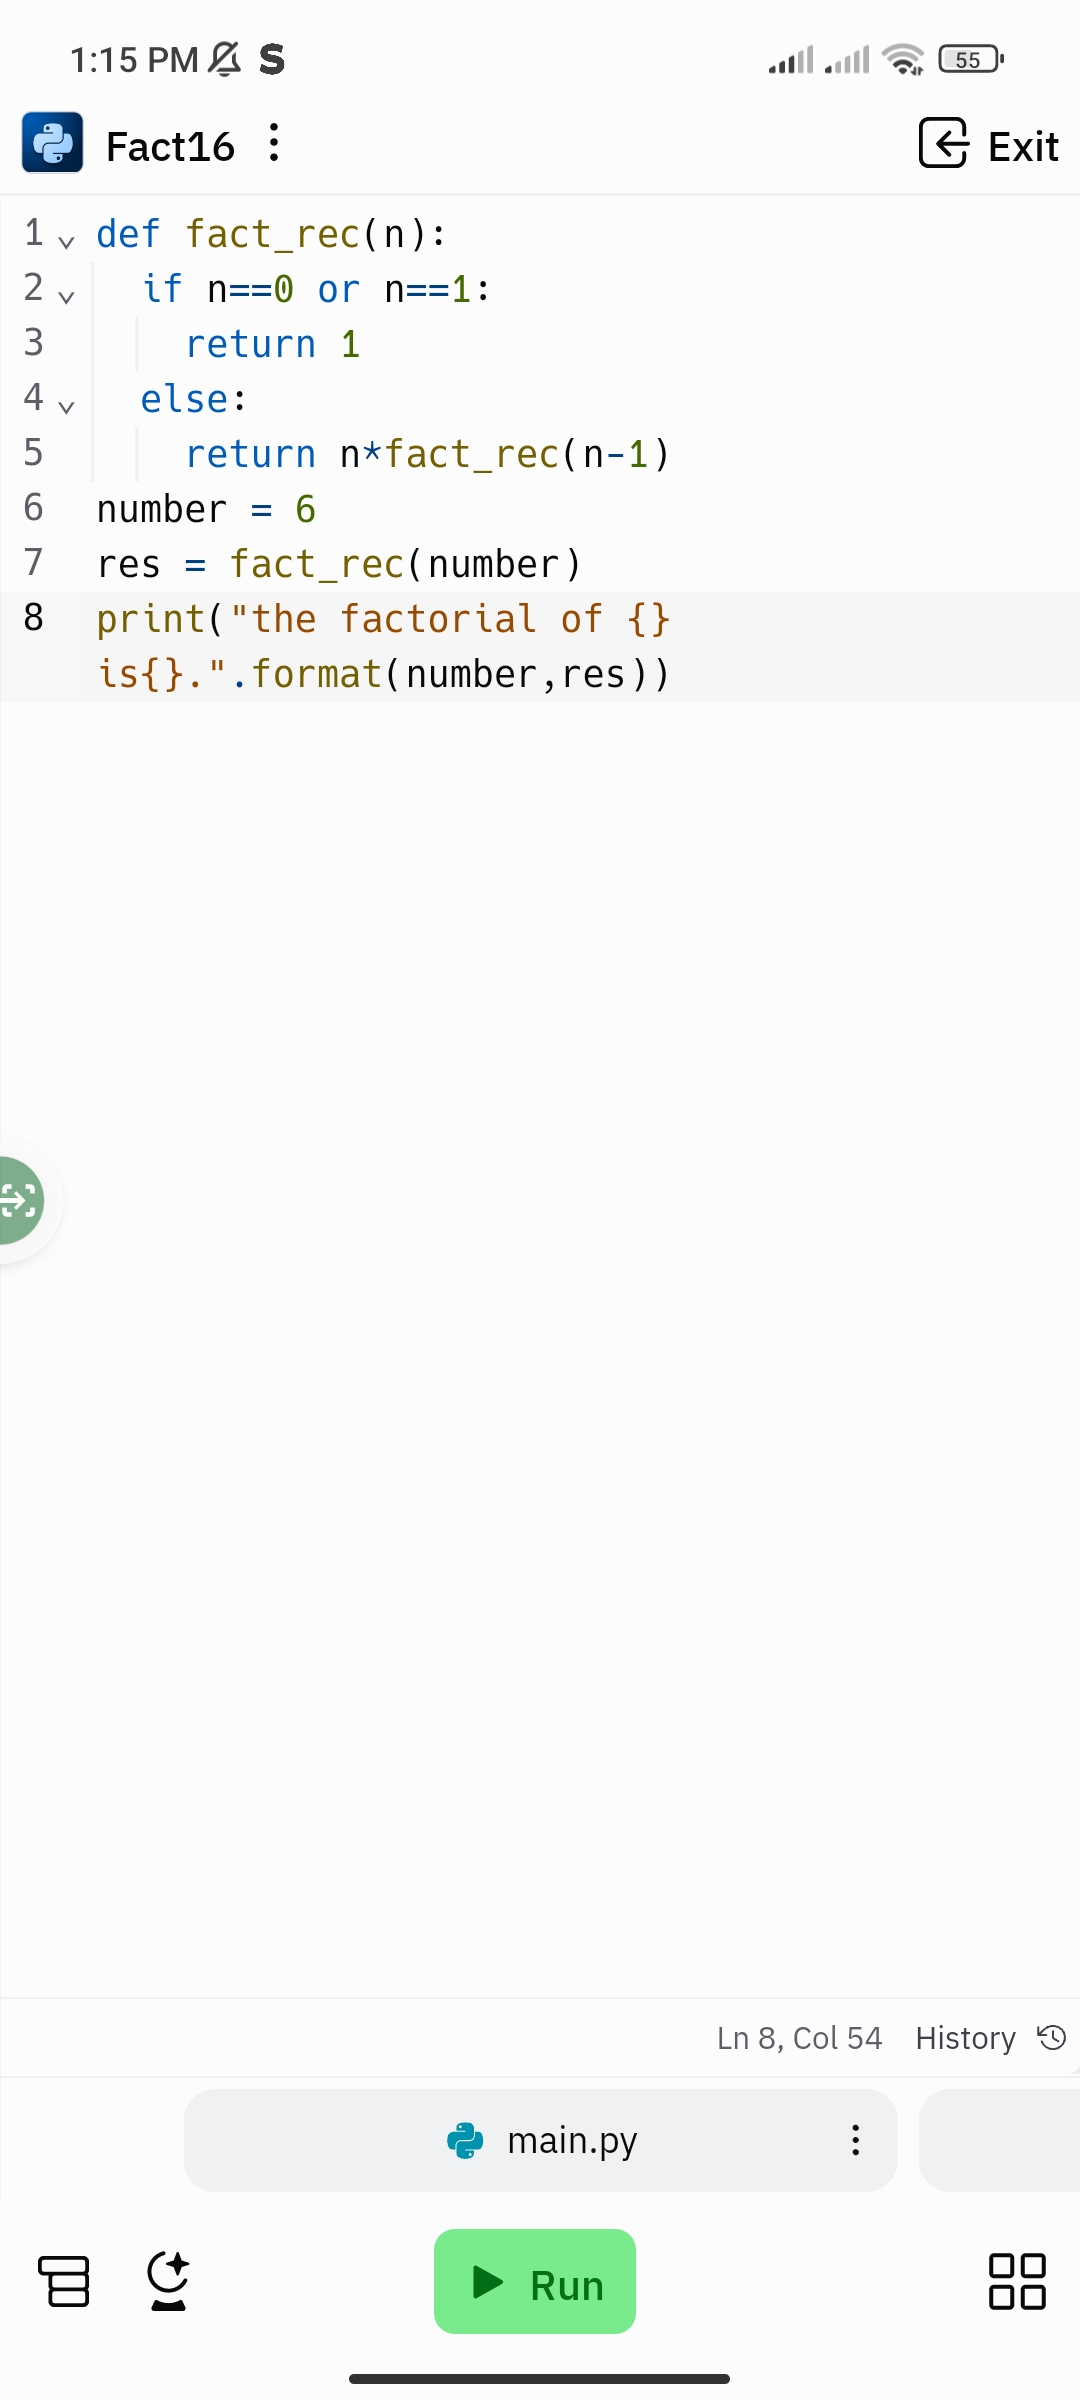 1:15 PM S 55
Fact16 Exit
1 def fact_rec(n):
2   if n==0 or n==1:
3     return 1
4   else:
5     return n*fact_rec(n-1)
6 number = 6
7 res = fact_rec(number)
8 print("the factorial of {}
is{}.".format(number,res))
Ln 8, Col 54 History
main.py
Run